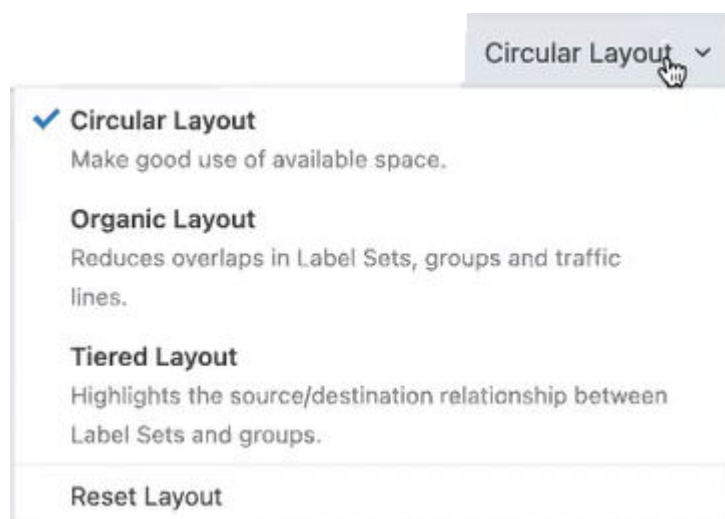 Circular Layout
Circular Layout
Make good use of available space.
Organic Layout
Reduces overlaps in Label Sets, groups and traffic
lines.
Tiered Layout
Highlights the source/destination relationship between
Label Sets and groups.
Reset Layout